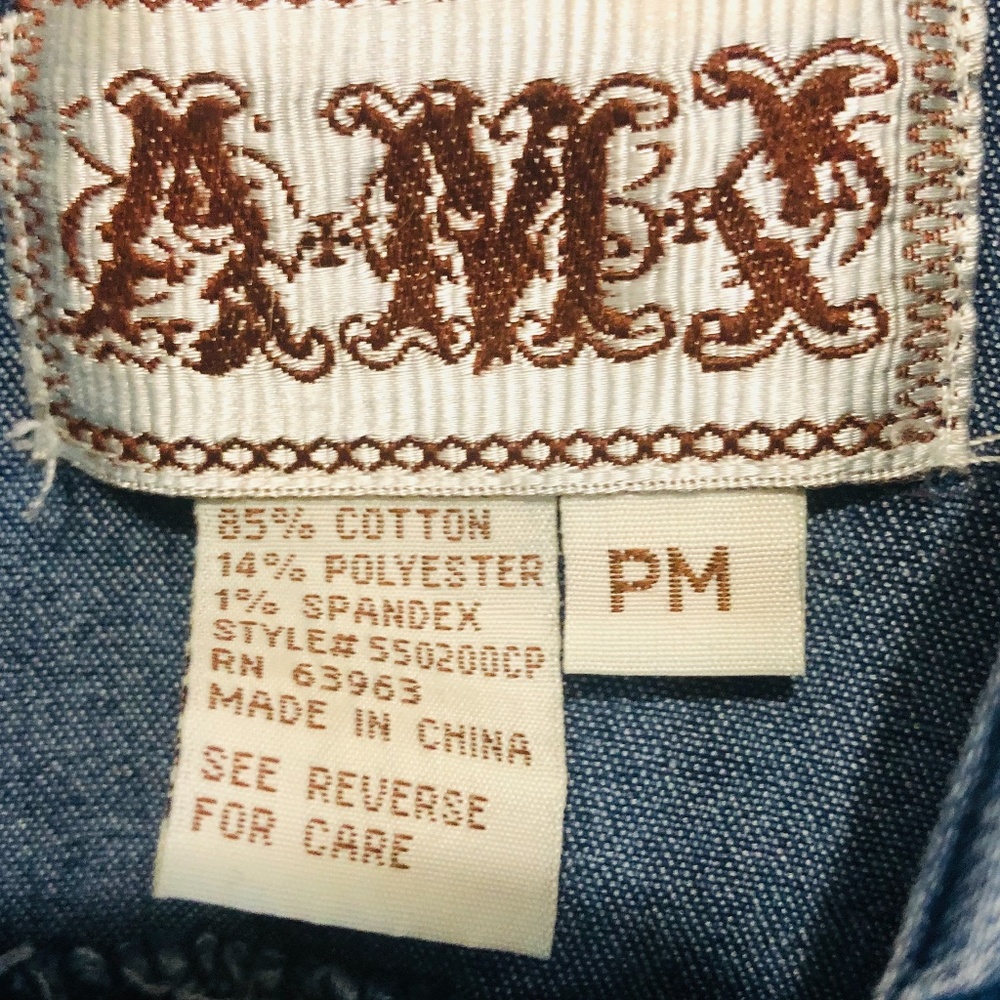 A.M.I
85% COTTON
14% POLYESTER
1% SPANDEX
STYLE# 550200CP
RN 63963
MADE IN CHINA
SEE REVERSE
FOR CARE
PM